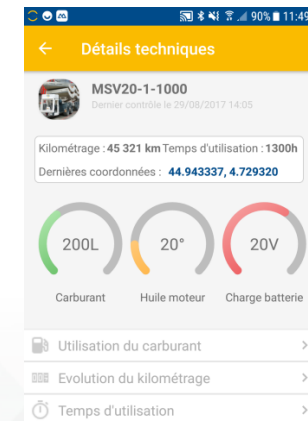 90% 11:49
Détails techniques
MSV20-1-1000
Dernier contrôle le 29/08/2017 14:05
Kilométrage : 45 321 km Temps d'utilisation : 1300h
Dernières coordonnées : 44.943337, 4.729320
200L 20° 20V
Carburant Huile moteur Charge batterie
Utilisation du carburant
Evolution du kilométrage
Temps d'utilisation